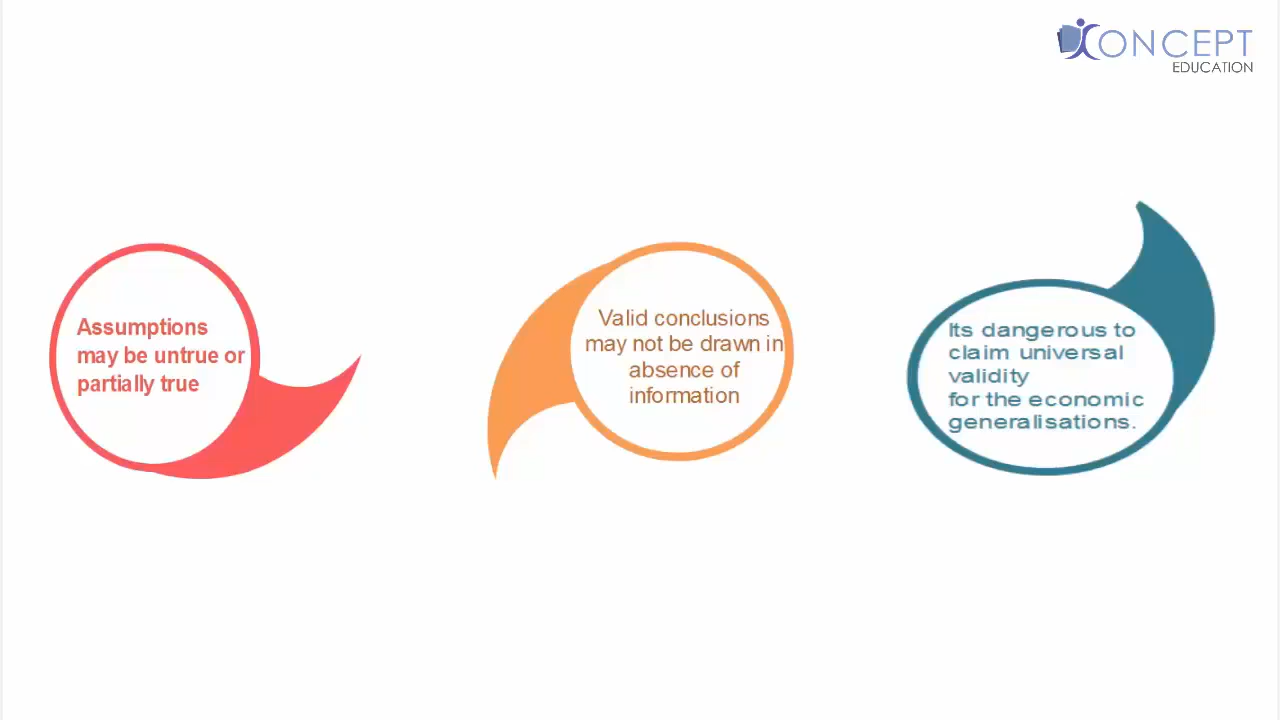 CONCEPT
EDUCATION
Assumptions
may be untrue or
partially true
Valid conclusions
may not be drawn in
absence of
information
Its dangerous to
claim universal
validity
for the economic
generalisations.